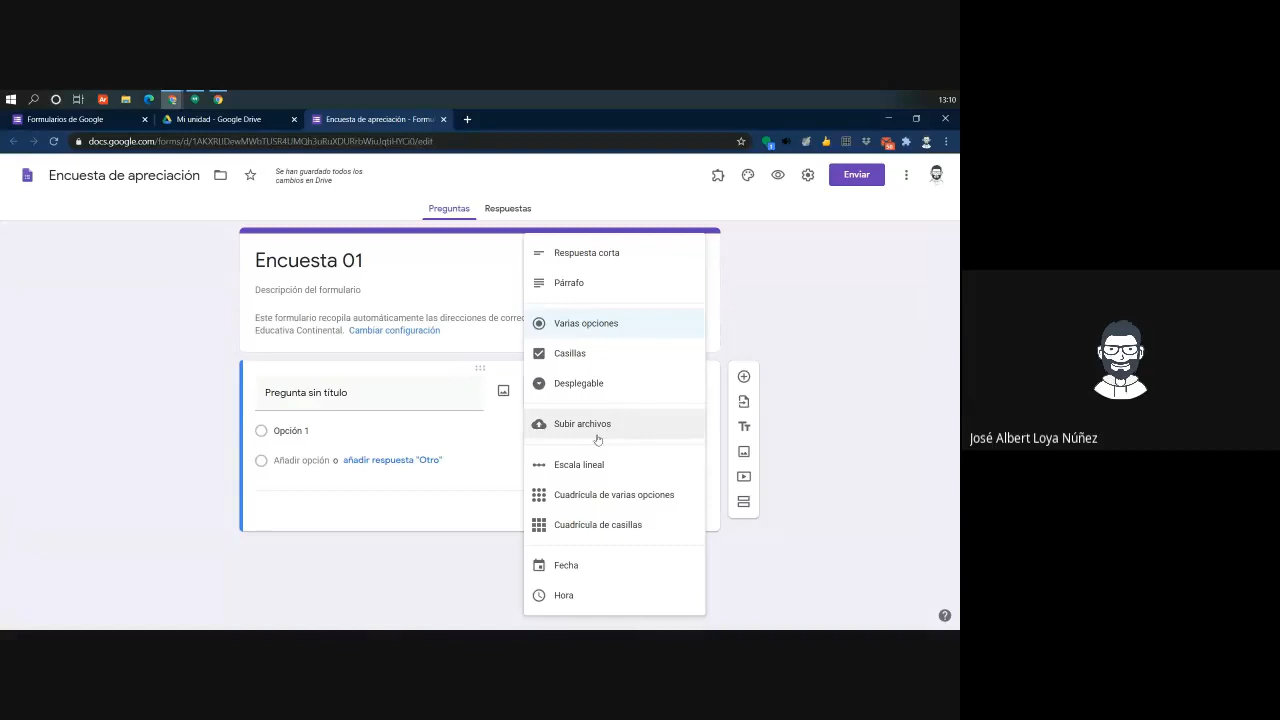 Ar
13:10
Formularios de Google
Mi unidad - Google Drive
Encuesta de apreciación - Formu
Encuesta de apreciación
Se han guardado todos los
cambios en Drive
Enviar
Preguntas
Respuestas
Encuesta 01
Descripción del formulario
Este formulario recopila automáticamente las direcciones de corre
Educativa Continental. Cambiar configuración
Pregunta sin título
Opción 1
Añadir opción o añadir respuesta "Otro"
Respuesta corta
Párrafo
Varias opciones
Casillas
Desplegable
Subir archivos
Escala lineal
Cuadrícula de varias opciones
Cuadrícula de casillas
Fecha
Hora
Tт
José Albert Loya Núñez